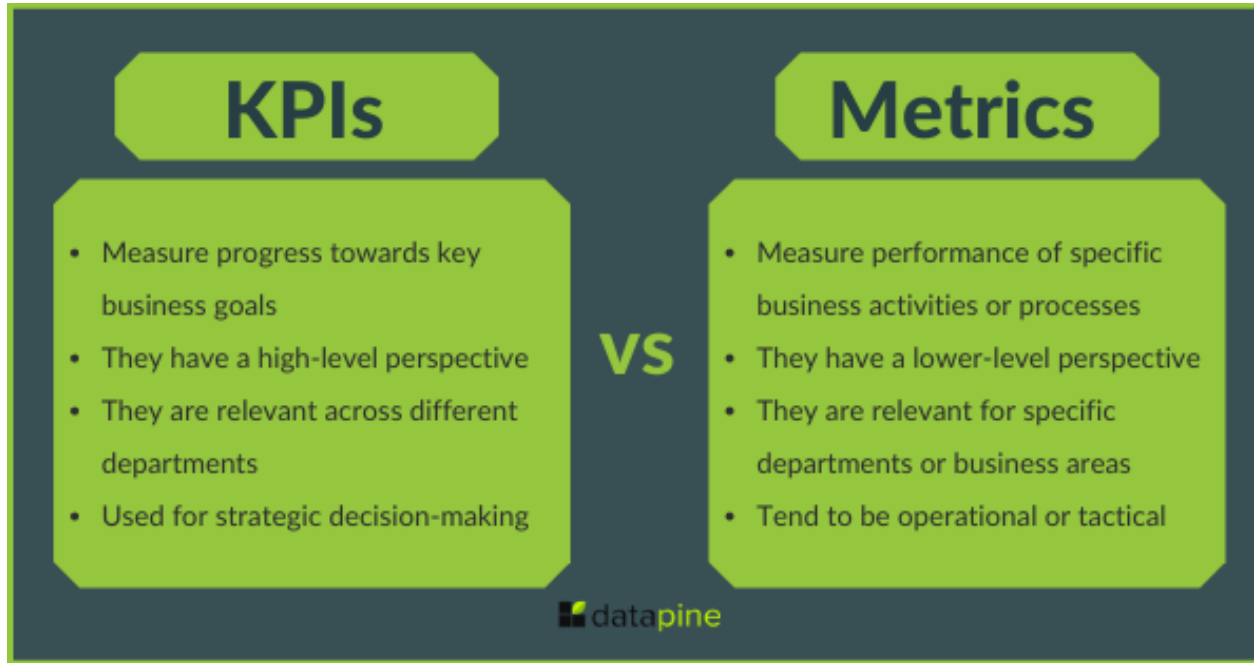 KPIs
• Measure progress towards key
business goals
• They have a high-level perspective
• They are relevant across different
departments
• Used for strategic decision-making
VS
Metrics
• Measure performance of specific
business activities or processes
• They have a lower-level perspective
• They are relevant for specific
departments or business areas
• Tend to be operational or tactical
datapine